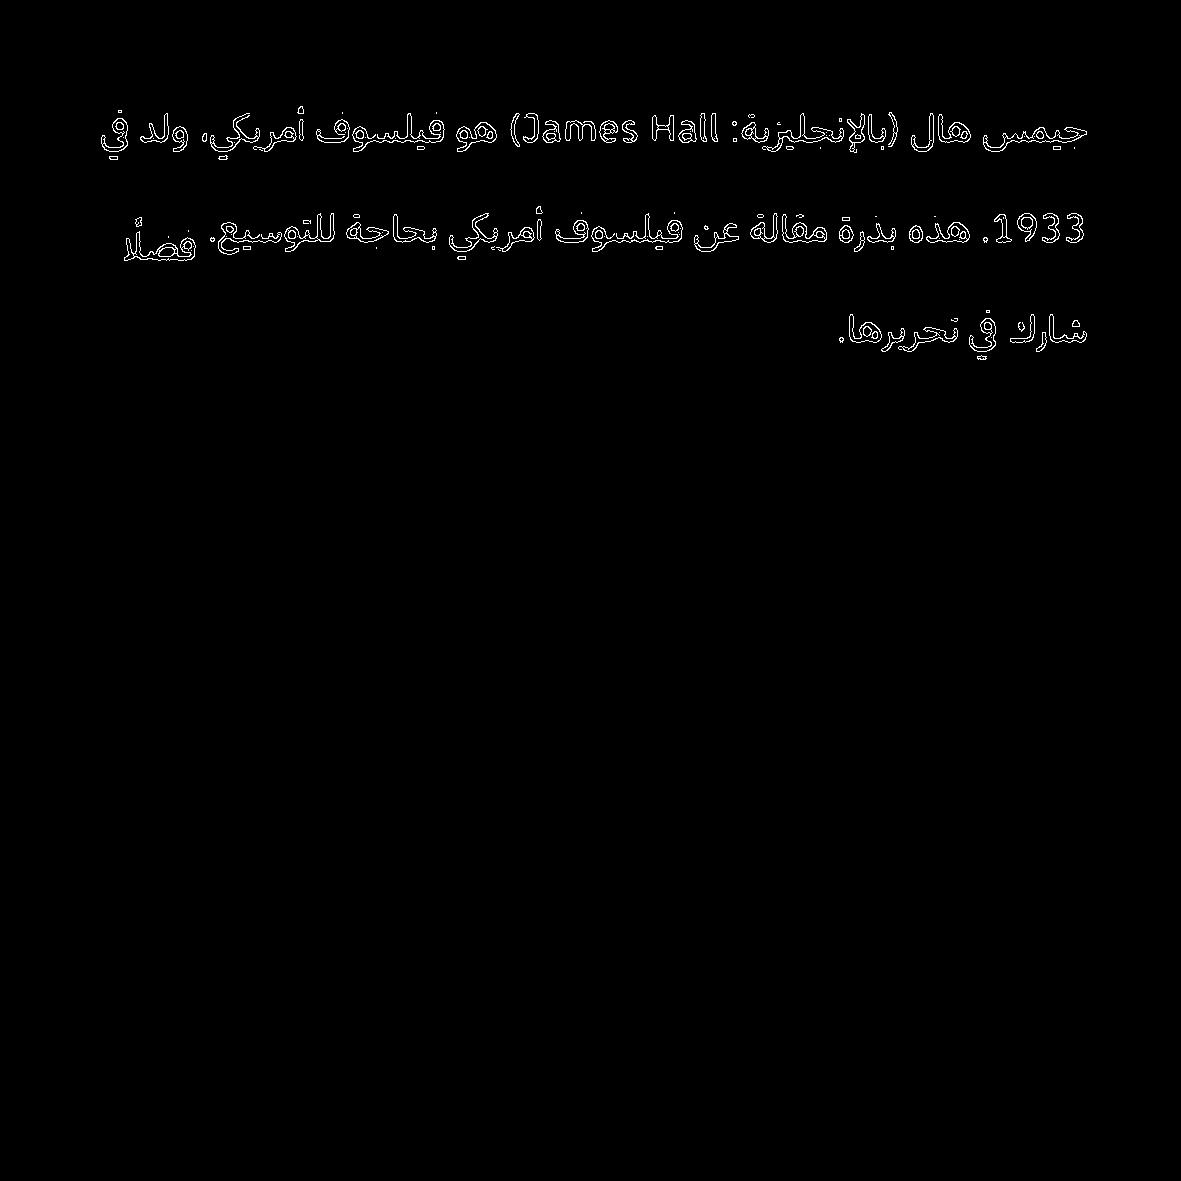 جيمس هال (بالإنجليزية: James Hall) هو فيلسوف أمريكي، ولد في
1933. هذه بذرة مقالة عن فيلسوف أمريكي بحاجة للتوسيع. فضلًا
شارك في تحريرها.